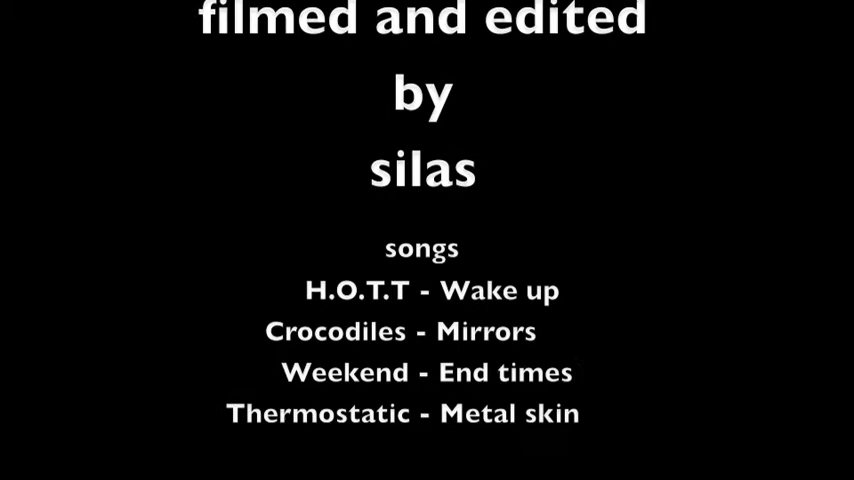 filmed and edited
by
silas
songs
H.O.T.T - Wake up
Crocodiles - Mirrors
Weekend - End times
Thermostatic - Metal skin